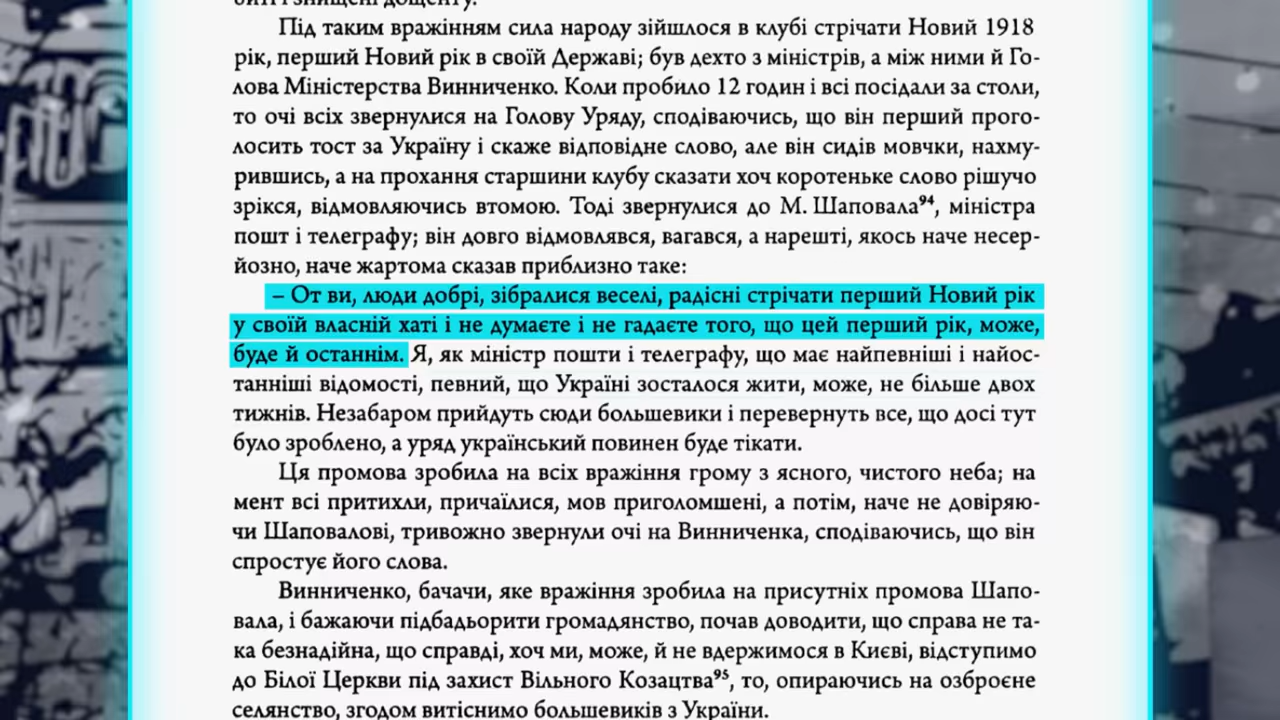 биті і знищені дощенту.
Під таким вражінням сила народу зійшлося в клубі стрічати Новий 1918
рік, перший Новий рік в своїй Державі; був дехто з міністрів, а між ними й Го-
лова Міністерства Винниченко. Коли пробило 12 годин і всі посідали за столи,
то очі всіх звернулися на Голову Уряду, сподіваючись, що він перший прого-
лосить тост за Україну і скаже відповідне слово, але він сидів мовчки, нахму-
рившись, а на прохання старшини клубу сказати хоч коротеньке слово рішучо
зрікся, відмовляючись втомою. Тоді звернулися до М. Шаповала⁹⁴, міністра
пошт і телеграфу; він довго відмовлявся, вагався, а нарешті, якось наче несер-
йозно, наче жартома сказав приблизно таке:
– От ви, люди добрі, зібралися веселі, радісні стрічати перший Новий рік
у своїй власній хаті і не думаєте і не гадаєте того, що цей перший рік, може,
буде й останнім. Я, як міністр пошти і телеграфу, що має найпевніші і найос-
танніші відомості, певний, що Україні зосталося жити, може, не більше двох
тижнів. Незабаром прийдуть сюди большевики і перевернуть все, що досі тут
було зроблено, а уряд український повинен буде тікати.
Ця промова зробила на всіх вражіння грому з ясного, чистого неба; на
мент всі притихли, причаїлися, мов приголомшені, а потім, наче не довіряю-
чи Шаповалові, тривожно звернули очі на Винниченка, сподіваючись, що він
спростує його слова.
Винниченко, бачачи, яке вражіння зробила на присутніх промова Шапо-
вала, і бажаючи підбадьорити громадянство, почав доводити, що справа не та-
ка безнадійна, що справді, хоч ми, може, й не вдержимося в Києві, відступимо
до Білої Церкви під захист Вільного Козацтва⁹⁵, то, опираючись на озброєне
селянство, згодом витіснимо большевиків з України.